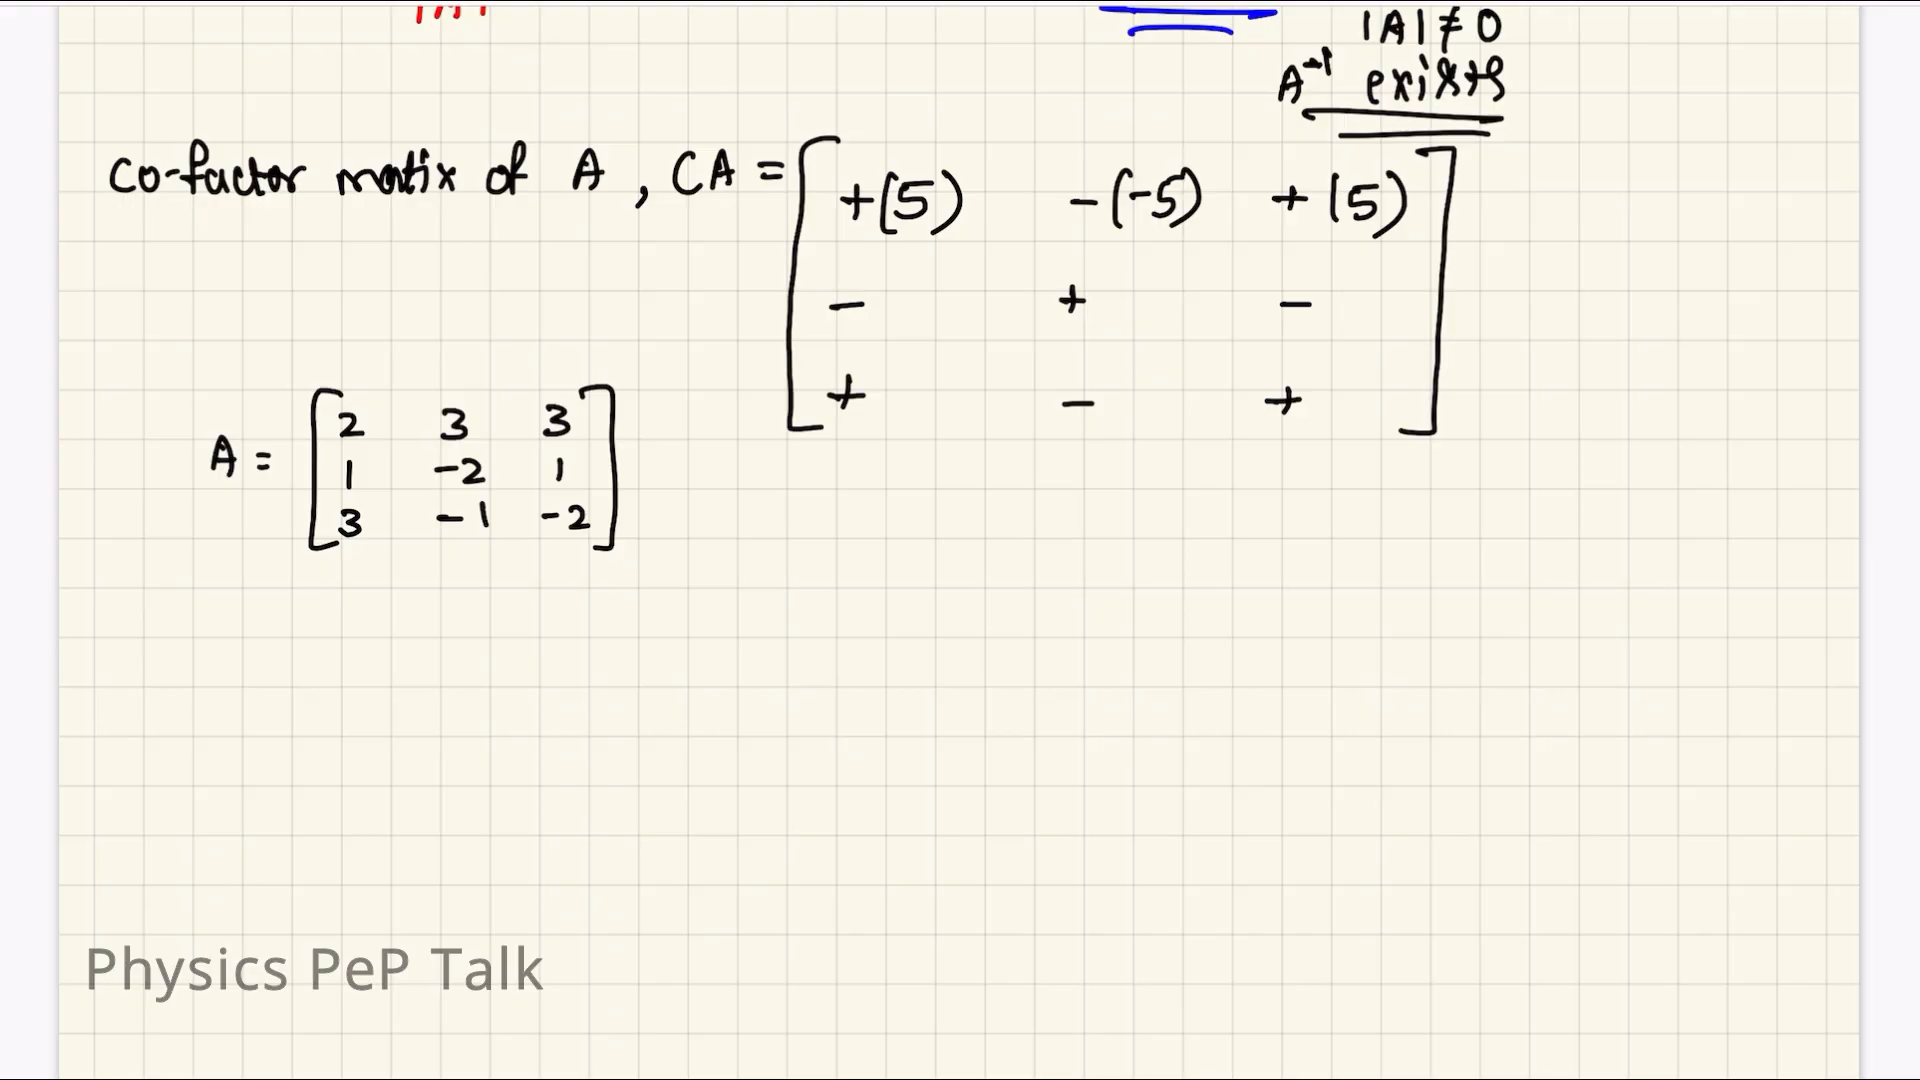 |A| ≠ 0
A⁻¹ exists
co-factor matix of A , CA = [ +(5) -(-5) +(5)
- + -
+ - + ]
A = [ 2 3 3
1 -2 1
3 -1 -2 ]
Physics PeP Talk